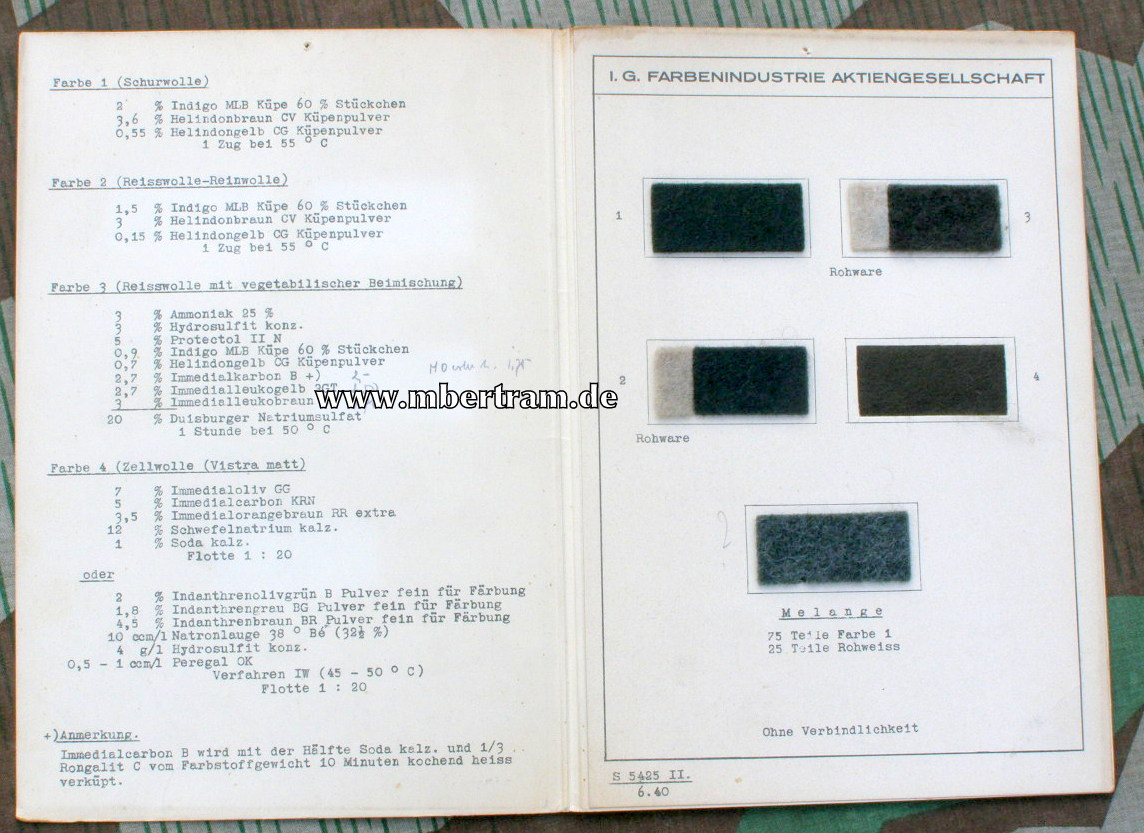 Farbe 1 (Schurwolle)
2 % Indigo MLB Küpe 60 % Stückchen
3,6 % Helindonbraun CV Küpenpulver
0,55 % Helindongelb CG Küpenpulver
1 Zug bei 55 ° C
Farbe 2 (Reisswolle-Reinwolle)
1,5 % Indigo MLB Küpe 60 % Stückchen
3 % Helindonbraun CV Küpenpulver
0,15 % Helindongelb CG Küpenpulver
1 Zug bei 55 ° C
Farbe 3 (Reisswolle mit vegetabilischer Beimischung)
3 % Ammoniak 25 %
3 % Hydrosulfit konz.
5 % Protectol II N
0,9 % Indigo MLB Küpe 60 % Stückchen
0,7 % Helindongelb CG Küpenpulver
2,7 % Immedialkarbon B +)
2,7 % Immedialleukogelb
3 % Immedialleukobraun
20 % Duisburger Natriumsulfat
1 Stunde bei 50 ° C
Farbe 4 (Zellwolle (Vistra matt)
7 % Immedialoliv GG
5 % Immedialcarbon KRN
3,5 % Immedialorangebraun RR extra
12 % Schwefelnatrium kalz.
1 % Soda kalz.
Flotte 1 : 20
oder
2 % Indanthrenolivgrün B Pulver fein für Färbung
1,8 % Indanthrengrau BG Pulver fein für Färbung
4,5 % Indanthrenbraun BR Pulver fein für Färbung
10 ccm/l Natronlauge 38 ° Bé (32½ %)
4 g/l Hydrosulfit konz.
0,5 - 1 ccm/l Peregal OK
Verfahren IW (45 - 50 ° C)
Flotte 1 : 20
+)Anmerkung.
Immedialcarbon B wird mit der Hälfte Soda kalz. und 1/3
Rongalit C vom Farbstoffgewicht 10 Minuten kochend heiss
verküpt.
www.mbertram.de
I. G. FARBENINDUSTRIE AKTIENGESELLSCHAFT
1
3
Rohware
2
4
Rohware
2
Melange
75 Teile Farbe 1
25 Teile Rohweiss
Ohne Verbindlichkeit
S 5425 II.
6.40